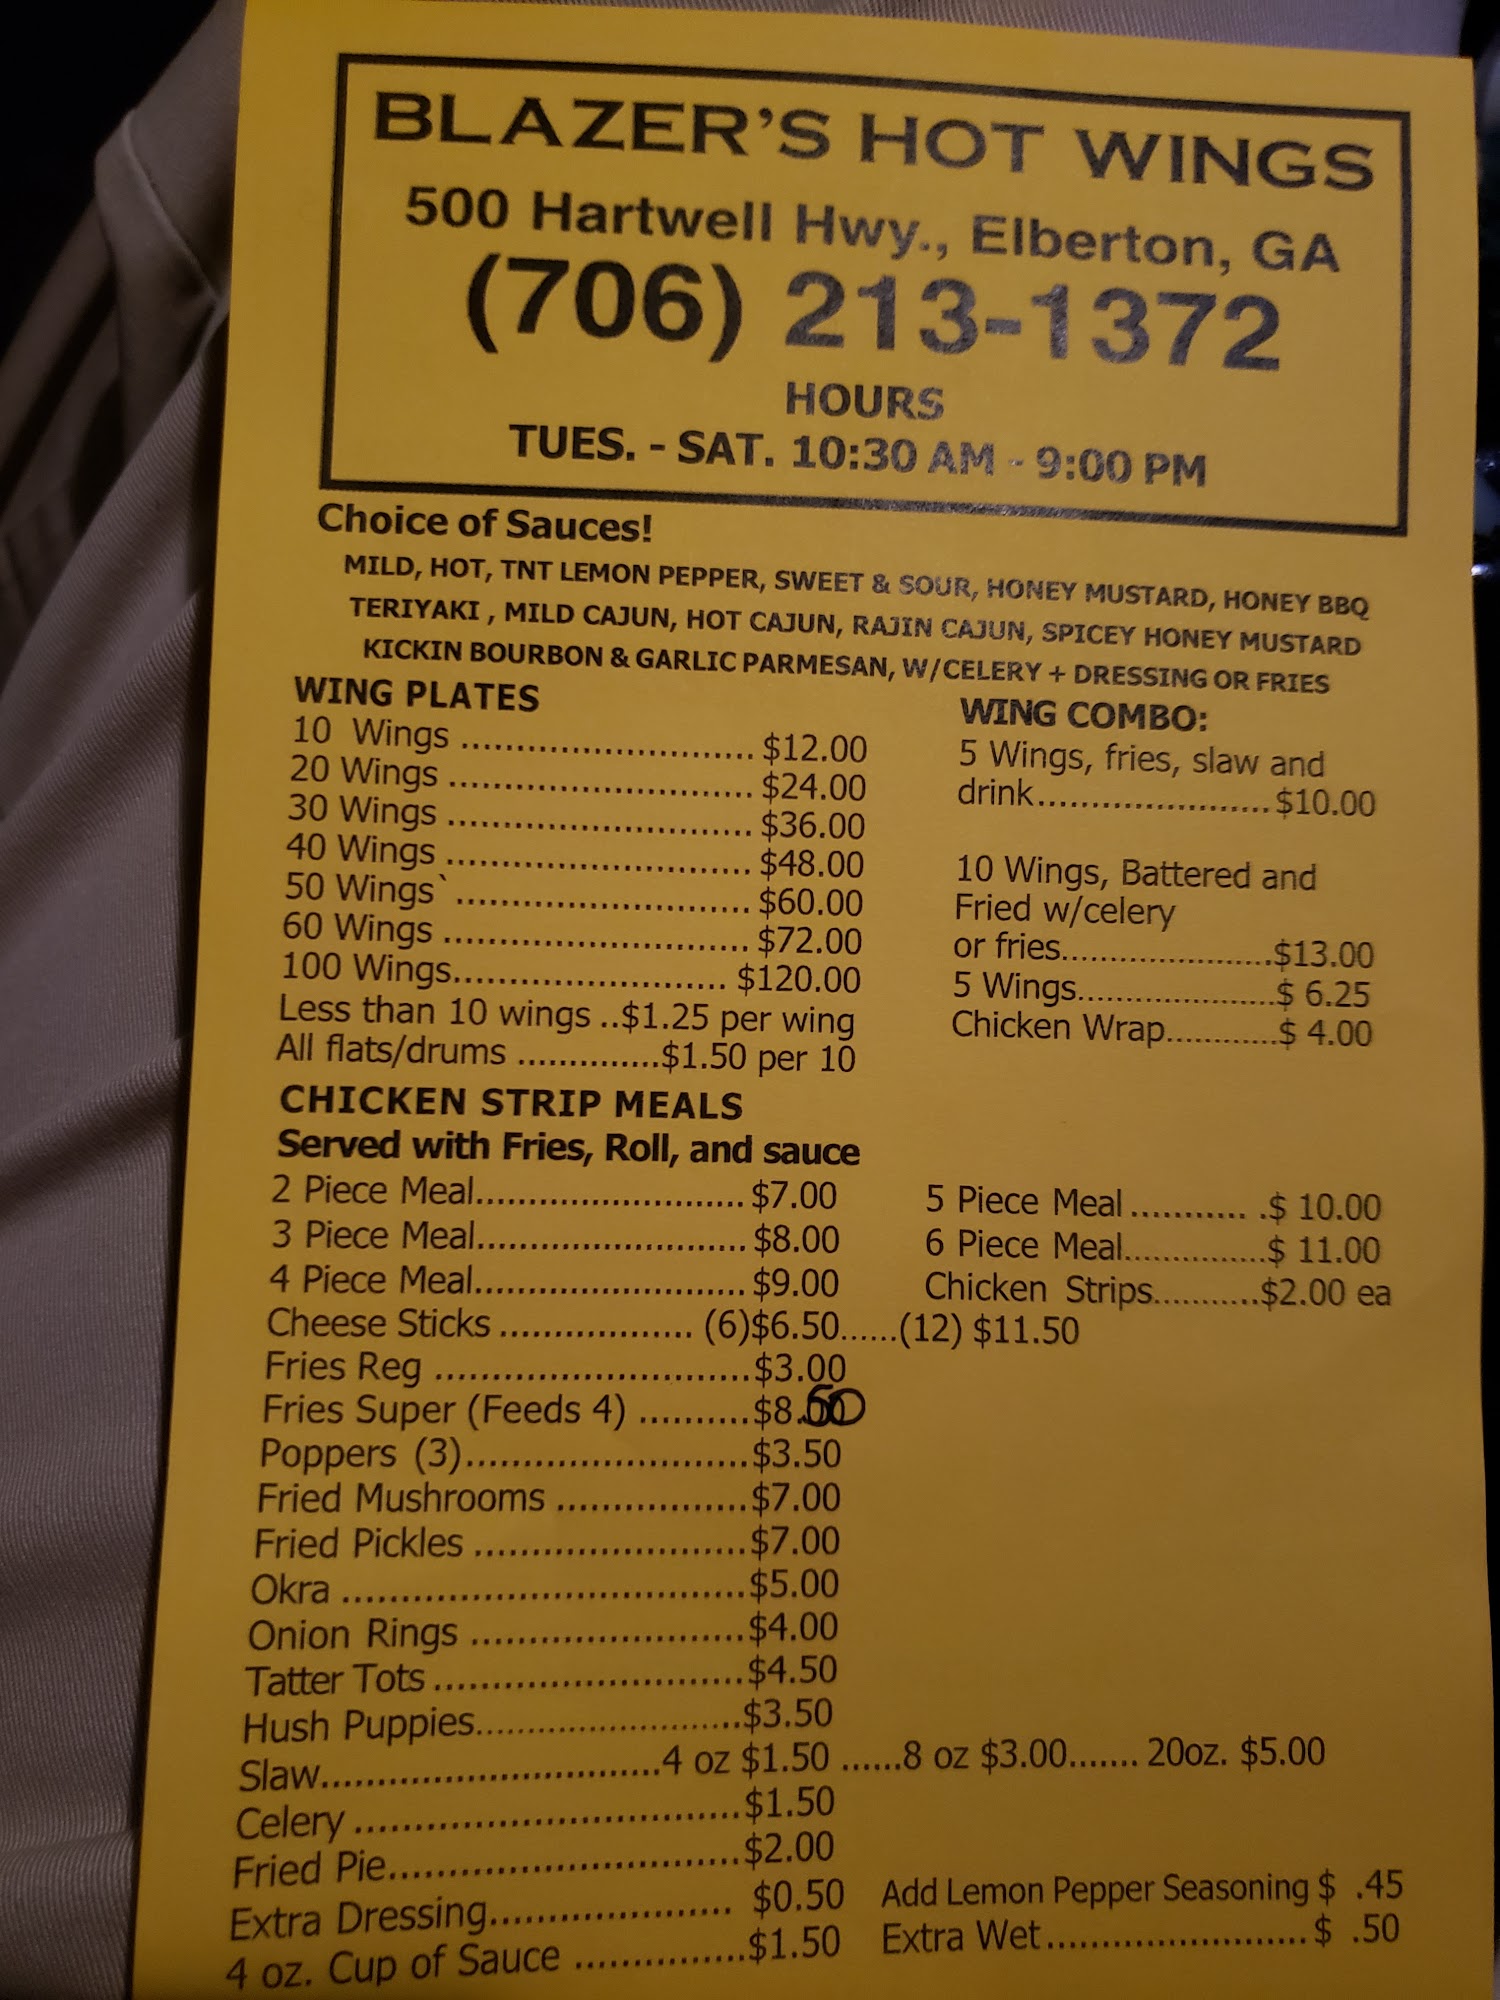 BLAZER'S HOT WINGS
500 Hartwell Hwy., Elberton, GA
(706) 213-1372
HOURS
TUES. - SAT. 10:30 AM - 9:00 PM
Choice of Sauces!
MILD, HOT, TNT LEMON PEPPER, SWEET & SOUR, HONEY MUSTARD, HONEY BBQ
TERIYAKI , MILD CAJUN, HOT CAJUN, RAJIN CAJUN, SPICEY HONEY MUSTARD
KICKIN BOURBON & GARLIC PARMESAN, W/CELERY + DRESSING OR FRIES
WING PLATES
10 Wings ........................... $12.00
20 Wings ............................ $24.00
30 Wings ............................ $36.00
40 Wings ............................ $48.00
50 Wings` ........................... $60.00
60 Wings ............................ $72.00
100 Wings......................... $120.00
Less than 10 wings ..$1.25 per wing
All flats/drums .............$1.50 per 10
WING COMBO:
5 Wings, fries, slaw and
drink...................... $10.00
10 Wings, Battered and
Fried w/celery
or fries.....................$13.00
5 Wings....................$ 6.25
Chicken Wrap............$ 4.00
CHICKEN STRIP MEALS
Served with Fries, Roll, and sauce
2 Piece Meal......................... $7.00
3 Piece Meal......................... $8.00
4 Piece Meal......................... $9.00
5 Piece Meal ........... .$ 10.00
6 Piece Meal..............$ 11.00
Chicken Strips...........$2.00 ea
Cheese Sticks .................. (6)$6.50......(12) $11.50
Fries Reg .............................$3.00
Fries Super (Feeds 4) ..........$8.50
Poppers (3)..........................$3.50
Fried Mushrooms ..................$7.00
Fried Pickles .........................$7.00
Okra .....................................$5.00
Onion Rings .........................$4.00
Tatter Tots ............................$4.50
Hush Puppies.........................$3.50
Slaw...............................4 oz $1.50 ......8 oz $3.00....... 20oz. $5.00
Celery ...................................$1.50
Fried Pie.................................$2.00
Extra Dressing....................... $0.50
4 oz. Cup of Sauce ................$1.50
Add Lemon Pepper Seasoning $ .45
Extra Wet........................$ .50